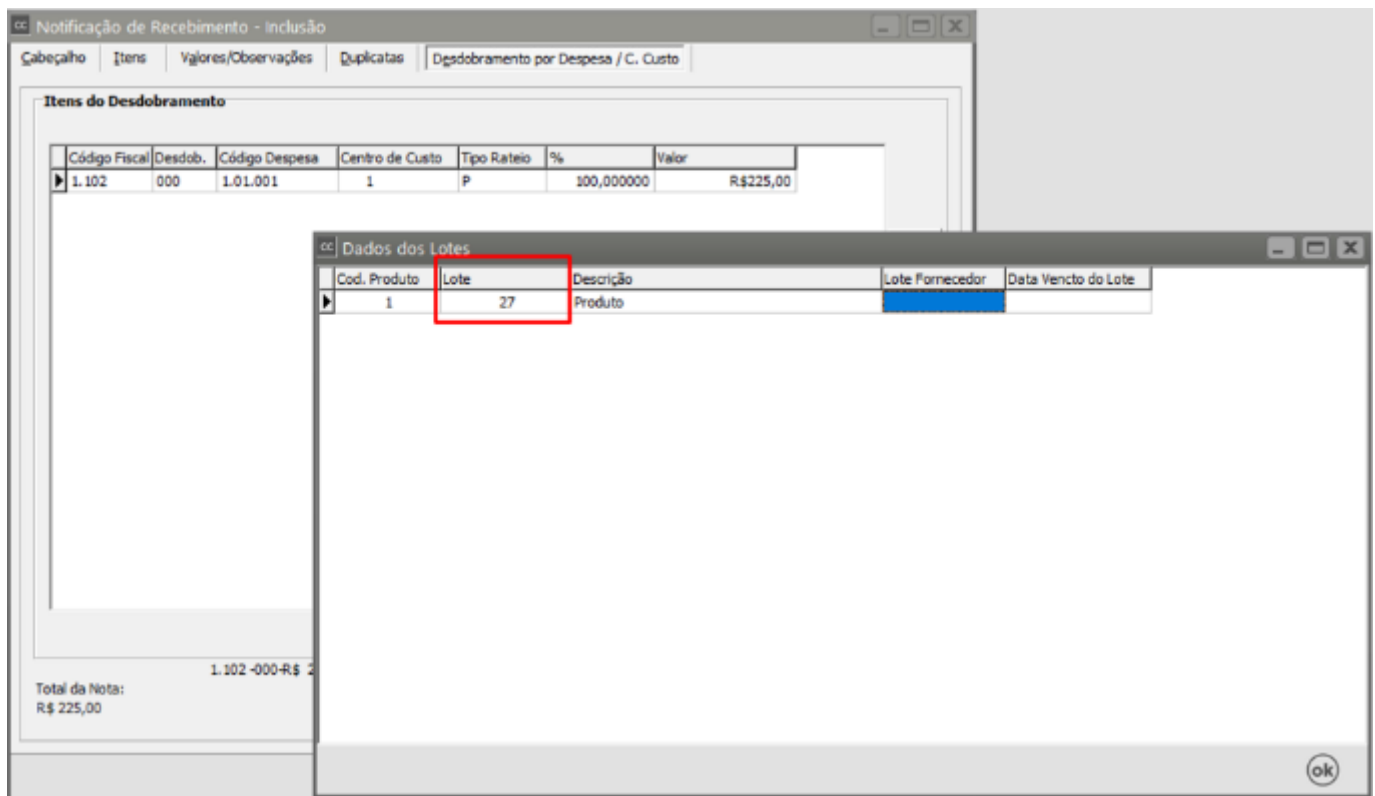 Notificação de Recebimento - Inclusão
Cabeçalho Itens Valores/Observações Duplicatas Desdobramento por Despesa / C. Custo
Itens do Desdobramento
Código Fiscal Desdob. Código Despesa Centro de Custo Tipo Rateio % Valor
1.102 000 1.01.001 1 P 100,000000 R$225,00
Dados dos Lotes
Cod. Produto Lote Descrição Lote Fornecedor Data Vencto do Lote
1 27 Produto
1.102 -000-R$ 2
Total da Nota:
R$ 225,00
ok